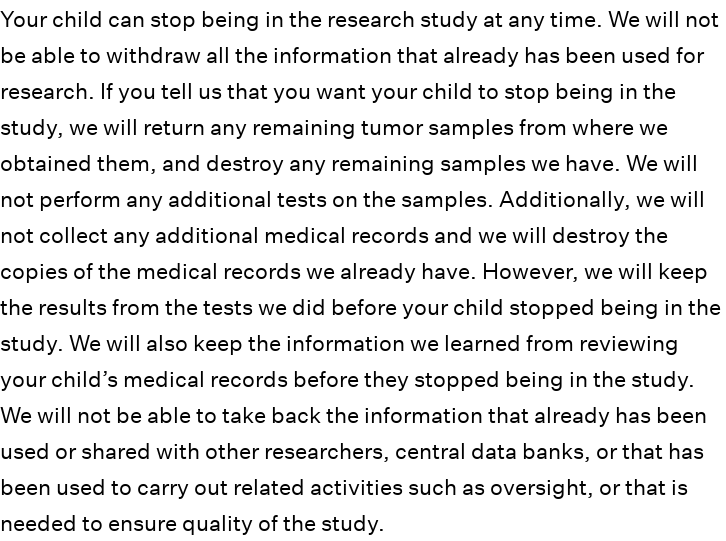 Your child can stop being in the research study at any time. We will not
be able to withdraw all the information that already has been used for
research. If you tell us that you want your child to stop being in the
study, we will return any remaining tumor samples from where we
obtained them, and destroy any remaining samples we have. We will
not perform any additional tests on the samples. Additionally, we will
not collect any additional medical records and we will destroy the
copies of the medical records we already have. However, we will keep
the results from the tests we did before your child stopped being in the
study. We will also keep the information we learned from reviewing
your child’s medical records before they stopped being in the study.
We will not be able to take back the information that already has been
used or shared with other researchers, central data banks, or that has
been used to carry out related activities such as oversight, or that is
needed to ensure quality of the study.